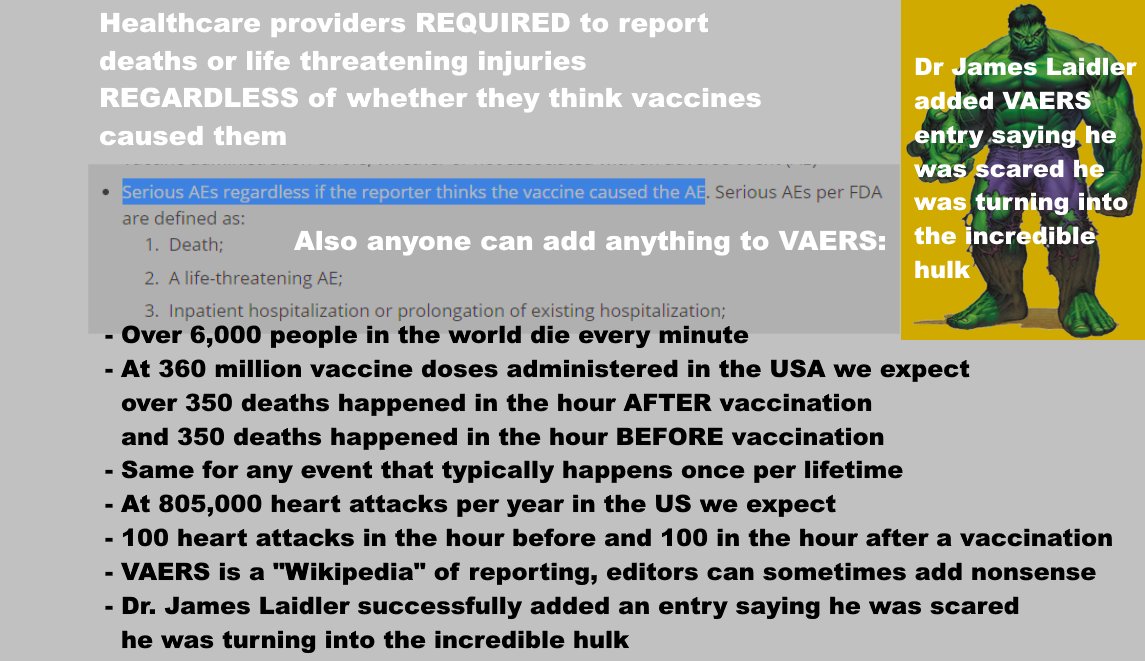 Healthcare providers REQUIRED to report
deaths or life threatening injuries
REGARDLESS of whether they think vaccines
caused them
Dr James Laidler
added VAERS
entry saying he
was scared he
was turning into
the incredible
hulk
• Serious AEs regardless if the reporter thinks the vaccine caused the AE. Serious AEs per FDA
are defined as:
1. Death;
Also anyone can add anything to VAERS:
2. A life-threatening AE;
3. Inpatient hospitalization or prolongation of existing hospitalization;
- Over 6,000 people in the world die every minute
- At 360 million vaccine doses administered in the USA we expect
over 350 deaths happened in the hour AFTER vaccination
and 350 deaths happened in the hour BEFORE vaccination
- Same for any event that typically happens once per lifetime
- At 805,000 heart attacks per year in the US we expect
- 100 heart attacks in the hour before and 100 in the hour after a vaccination
- VAERS is a "Wikipedia" of reporting, editors can sometimes add nonsense
- Dr. James Laidler successfully added an entry saying he was scared
he was turning into the incredible hulk